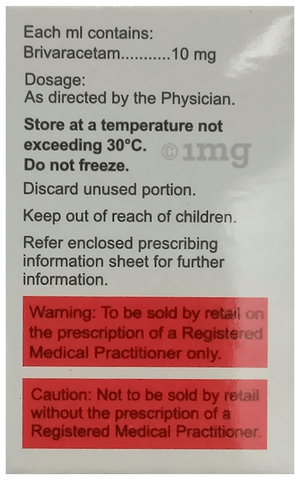 Each ml contains:
Brivaracetam...........10 mg
Dosage:
As directed by the Physician.
Store at a temperature not
exceeding 30°C.
Do not freeze.
©1mg
Discard unused portion.
Keep out of reach of children.
Refer enclosed prescribing
information sheet for further
information.
Warning: To be sold by retail on
the prescription of a Registered
Medical Practitioner only.
Caution: Not to be sold by retail
without the prescription of a
Registered Medical Practitioner.